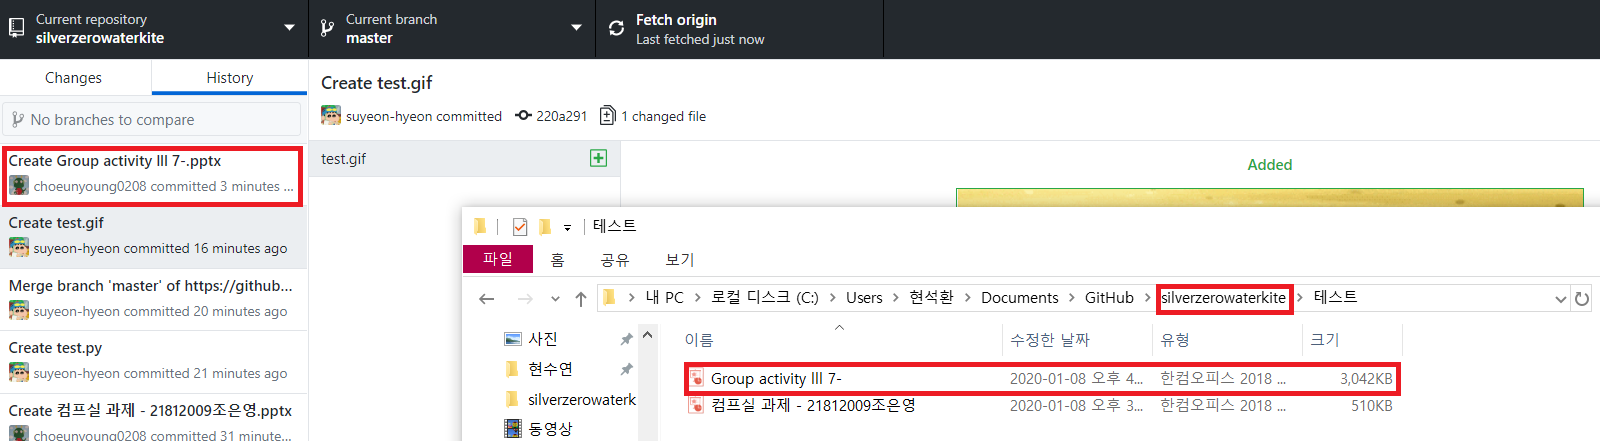 Current repository
silverzerowaterkite
Current branch
master
Fetch origin
Last fetched just now
Changes
History
No branches to compare
Create Group activity III 7-.pptx
choeunyoung0208 committed 3 minutes ...
Create test.gif
suyeon-hyeon committed 16 minutes ago
Merge branch 'master' of https://github...
suyeon-hyeon committed 20 minutes ago
Create test.py
suyeon-hyeon committed 21 minutes ago
Create 컴프실 과제 - 21812009조은영.pptx
choeunyoung0208 committed 31 minute...
Create test.gif
suyeon-hyeon committed 220a291 1 changed file
test.gif
Added
테스트
파일 홈 공유 보기
내 PC 로컬 디스크 (C:) Users 현석환 Documents GitHub silverzerowaterkite 테스트
사진
현수연
silverzerowaterk
동영상
이름 수정한 날짜 유형 크기
Group activity III 7- 2020-01-08 오후 4... 한컴오피스 2018 ... 3,042KB
컴프실 과제 - 21812009조은영 2020-01-08 오후 3... 한컴오피스 2018 ... 510KB